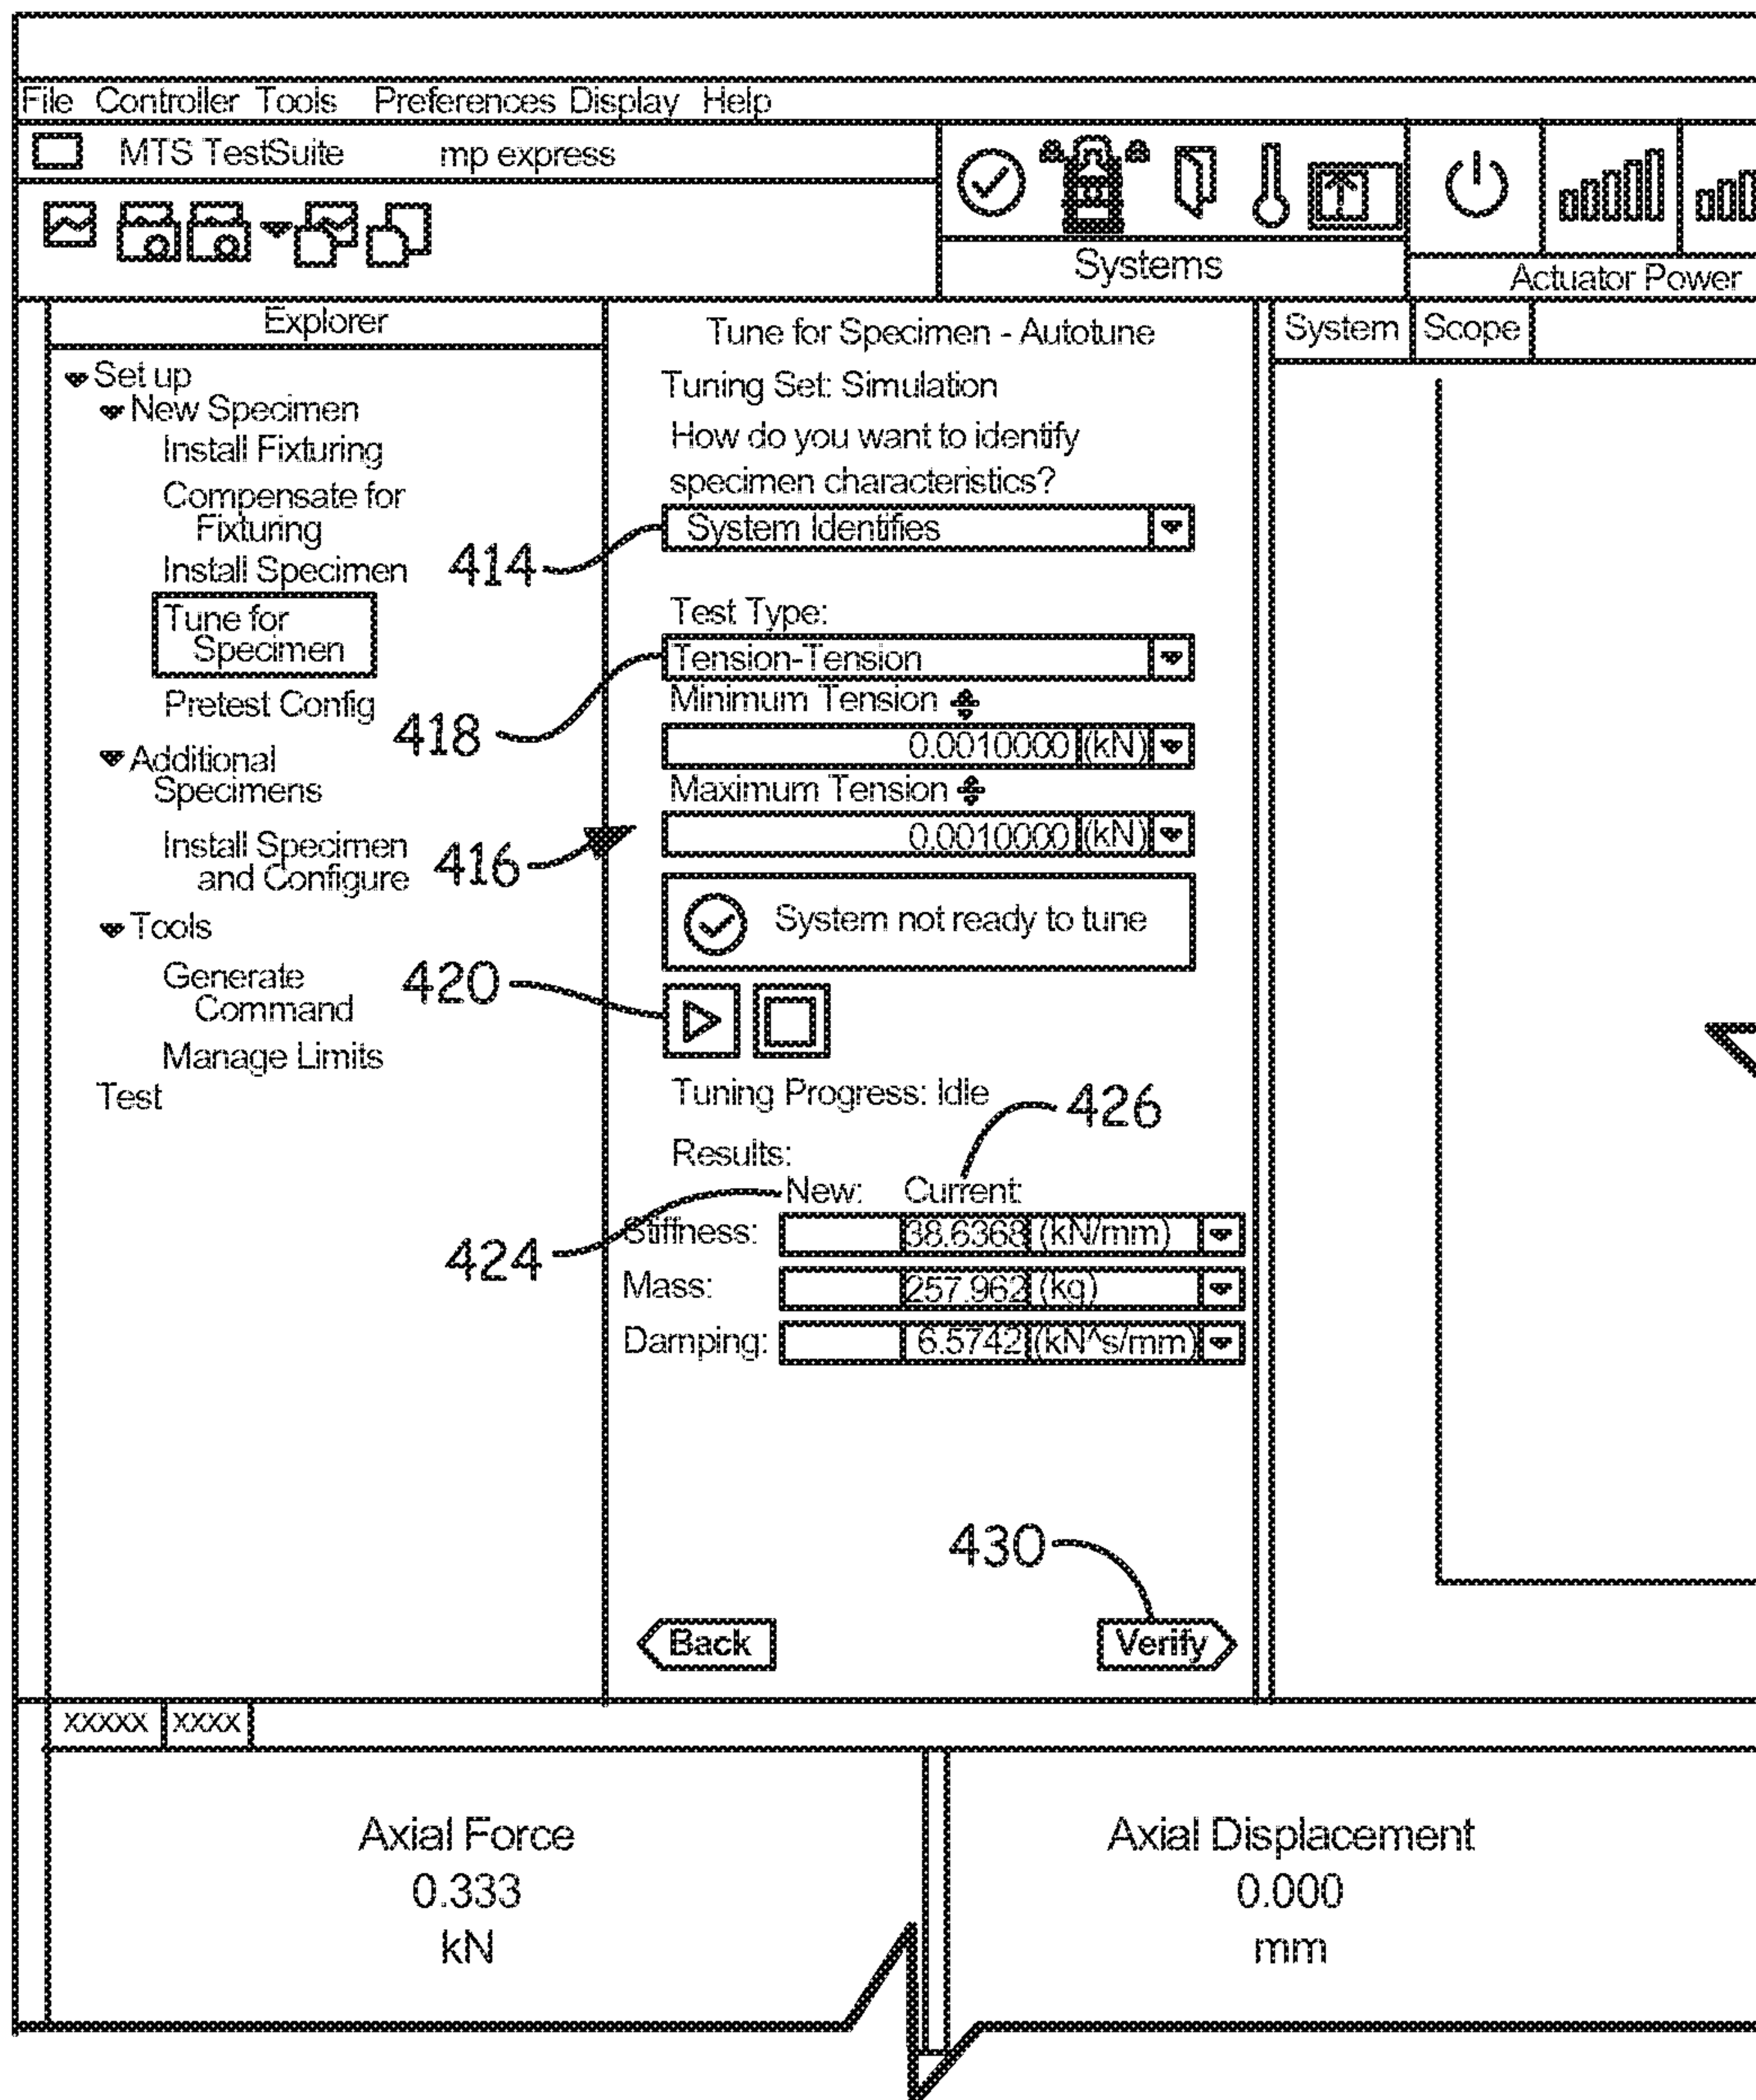 File Controller Tools Preferences Display Help
MTS TestSuite mp express
Systems
Actuator Power
Explorer
Set up
New Specimen
Install Fixturing
Compensate for
Fixturing
Install Specimen
Tune for
Specimen
Pretest Config
Additional
Specimens
Install Specimen
and Configure
Tools
Generate
Command
Manage Limits
Test
Tune for Specimen - Autotune
Tuning Set: Simulation
How do you want to identify
specimen characteristics?
414
System Identifies
Test Type:
418
Tension-Tension
Minimum Tension
0.0010000 (kN)
Maximum Tension
416
0.0010000 (kN)
System not ready to tune
420
Tuning Progress: Idle
426
Results:
424
New: Current:
Stiffness: 38.6368 (kN/mm)
Mass: 257.962 (kg)
Damping: 6.5742 (kN^s/mm)
430
Back Verify
System Scope
xxxxx xxxx
Axial Force
0.333
kN
Axial Displacement
0.000
mm